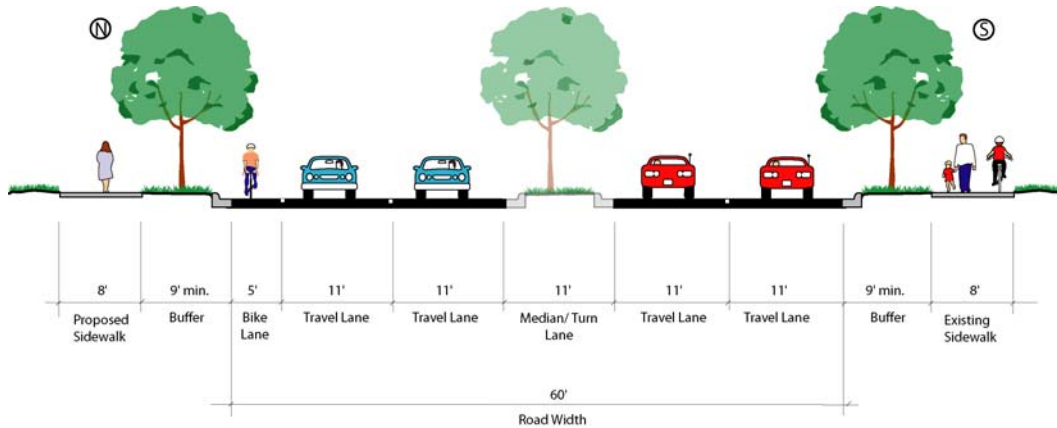 N
S
8'
9' min.
5'
11'
11'
11'
11'
11'
9' min.
8'
Proposed
Sidewalk
Buffer
Bike
Lane
Travel Lane
Travel Lane
Median/ Turn
Lane
Travel Lane
Travel Lane
Buffer
Existing
Sidewalk
60'
Road Width